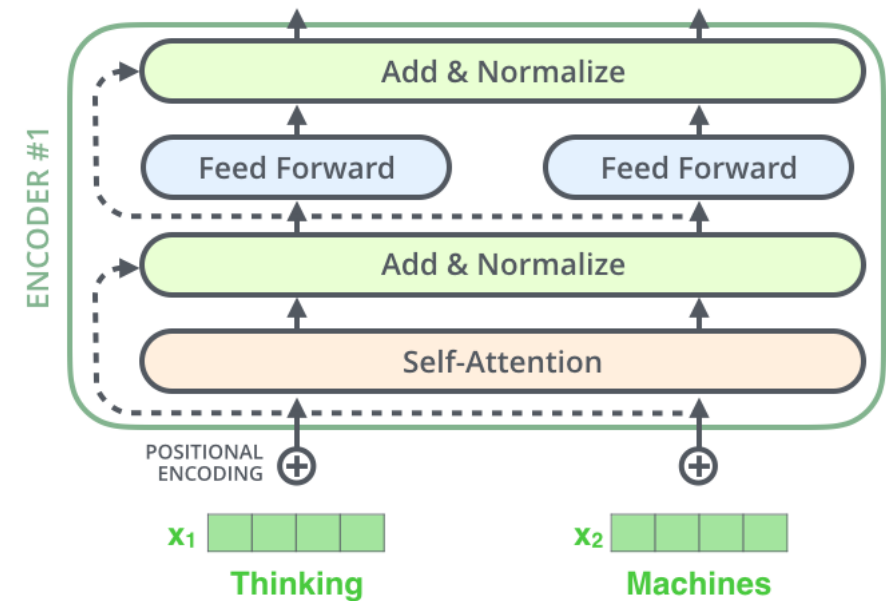 ENCODER #1
Add & Normalize
Feed Forward
Feed Forward
Add & Normalize
Self-Attention
POSITIONAL
ENCODING
x₁
x₂
Thinking
Machines